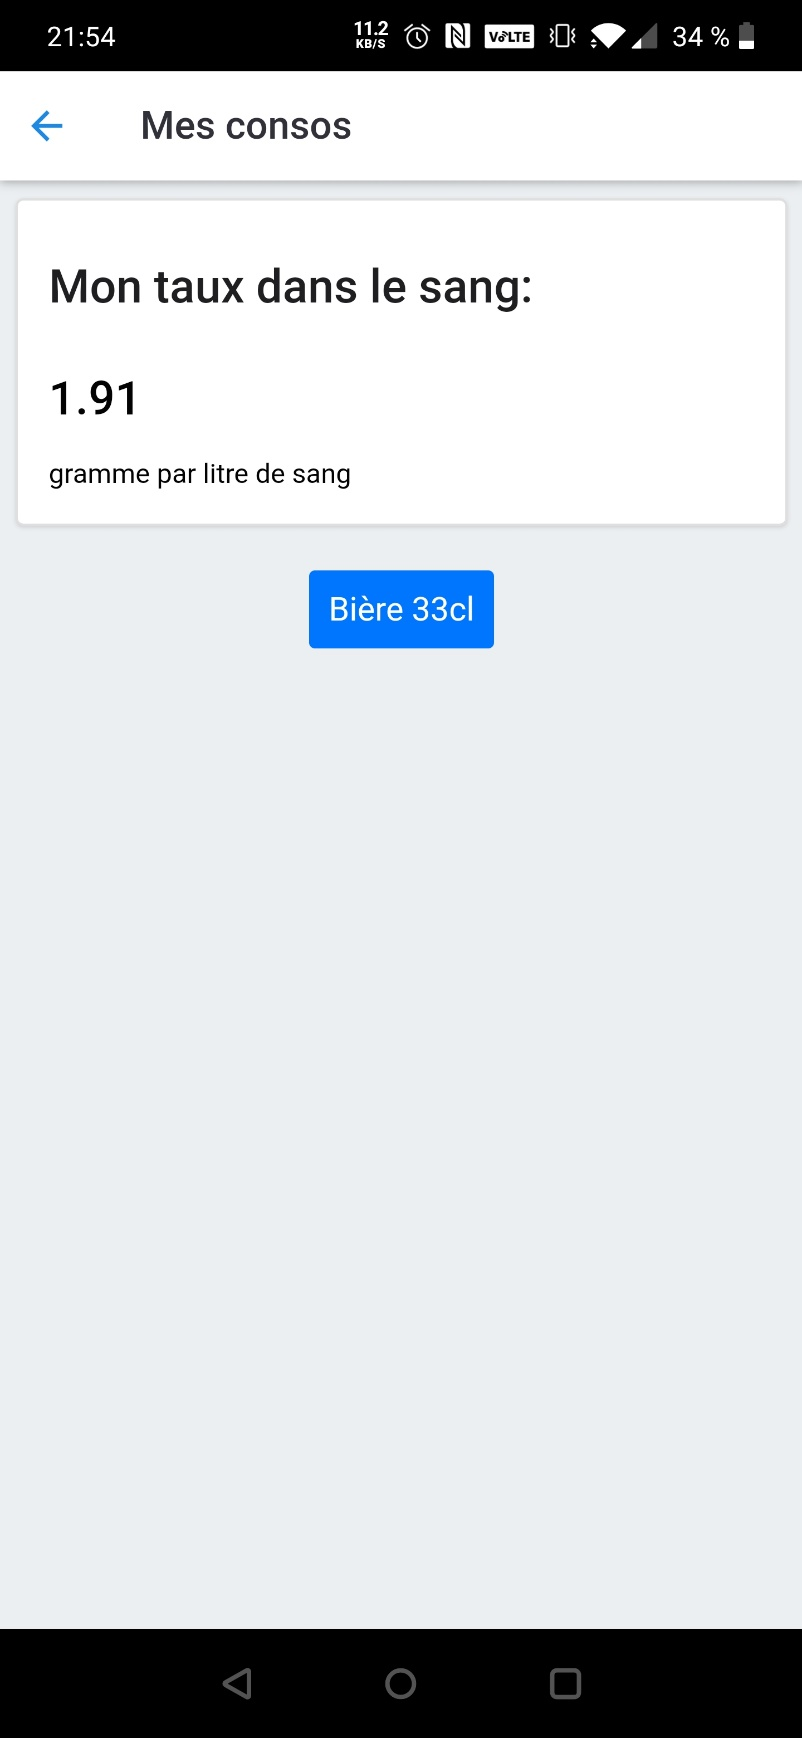 21:54 11.2 KB/S VoLTE 34 %
Mes consos
Mon taux dans le sang:
1.91
gramme par litre de sang
Bière 33cl